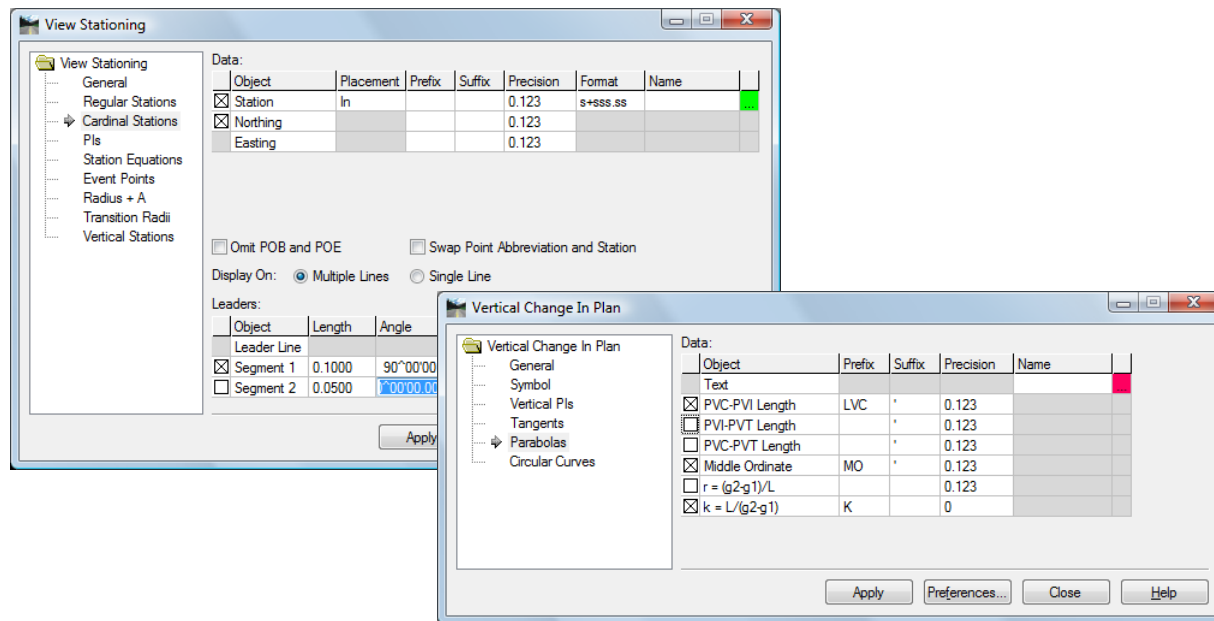 View Stationing
View Stationing
General
Regular Stations
Cardinal Stations
PIs
Station Equations
Event Points
Radius + A
Transition Radii
Vertical Stations
Data:
Object Placement Prefix Suffix Precision Format Name
Station In 0.123 s+sss.ss ...
Northing 0.123
Easting 0.123
Omit POB and POE Swap Point Abbreviation and Station
Display On: Multiple Lines Single Line
Leaders:
Object Length Angle
Leader Line
Segment 1 0.1000 90^00'00
Segment 2 0.0500 ^00'00.00
Apply
Vertical Change In Plan
Vertical Change In Plan
General
Symbol
Vertical PIs
Tangents
Parabolas
Circular Curves
Data:
Object Prefix Suffix Precision Name
Text ...
PVC-PVI Length LVC ' 0.123
PVI-PVT Length ' 0.123
PVC-PVT Length ' 0.123
Middle Ordinate MO ' 0.123
r = (g2-g1)/L 0.123
k = L/(g2-g1) K 0
Apply Preferences... Close Help